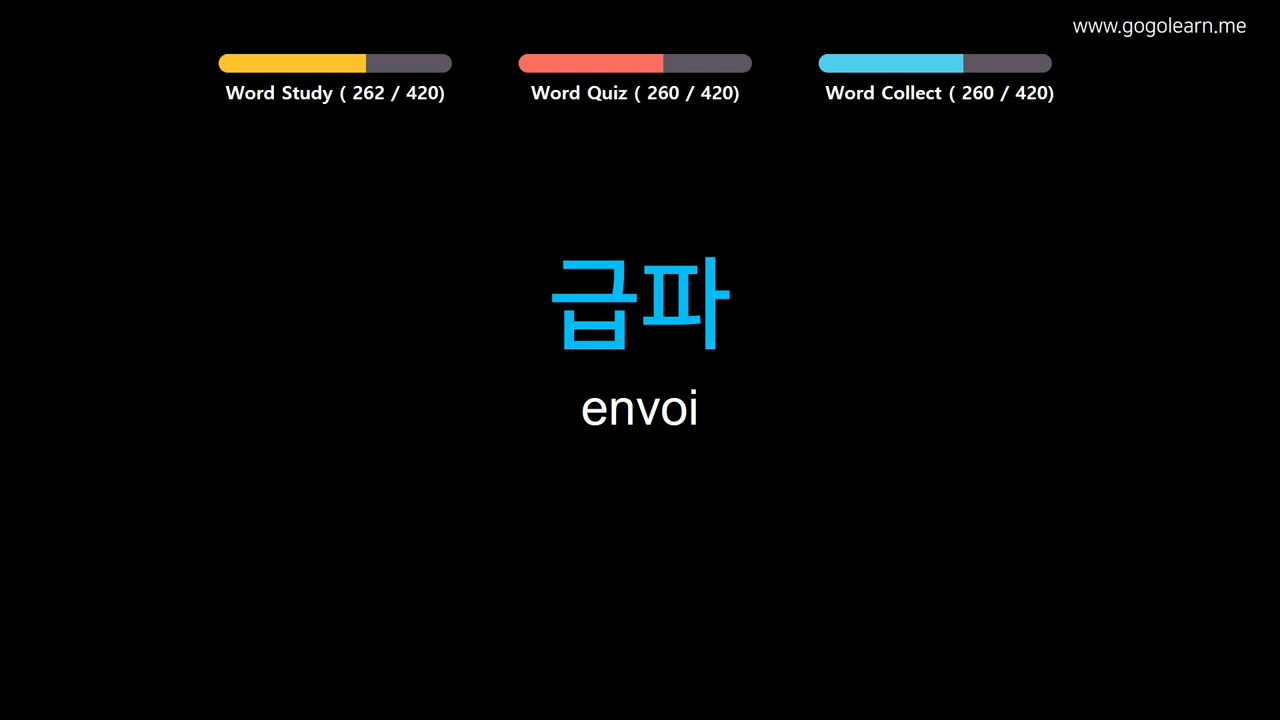 www.gogolearn.me
Word Study ( 262 / 420)
Word Quiz ( 260 / 420)
Word Collect ( 260 / 420)
급파
envoi